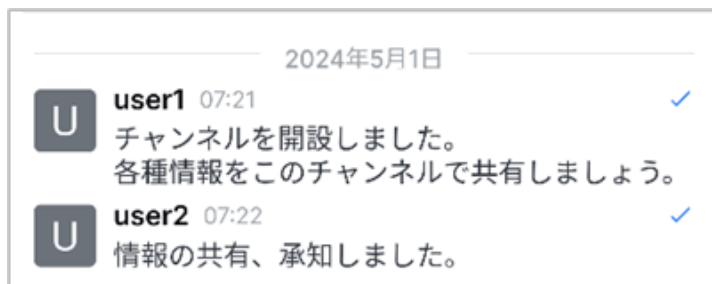 2024年5月1日
U
user1 07:21
チャンネルを開設しました。
各種情報をこのチャンネルで共有しましょう。
U
user2 07:22
情報の共有、承知しました。